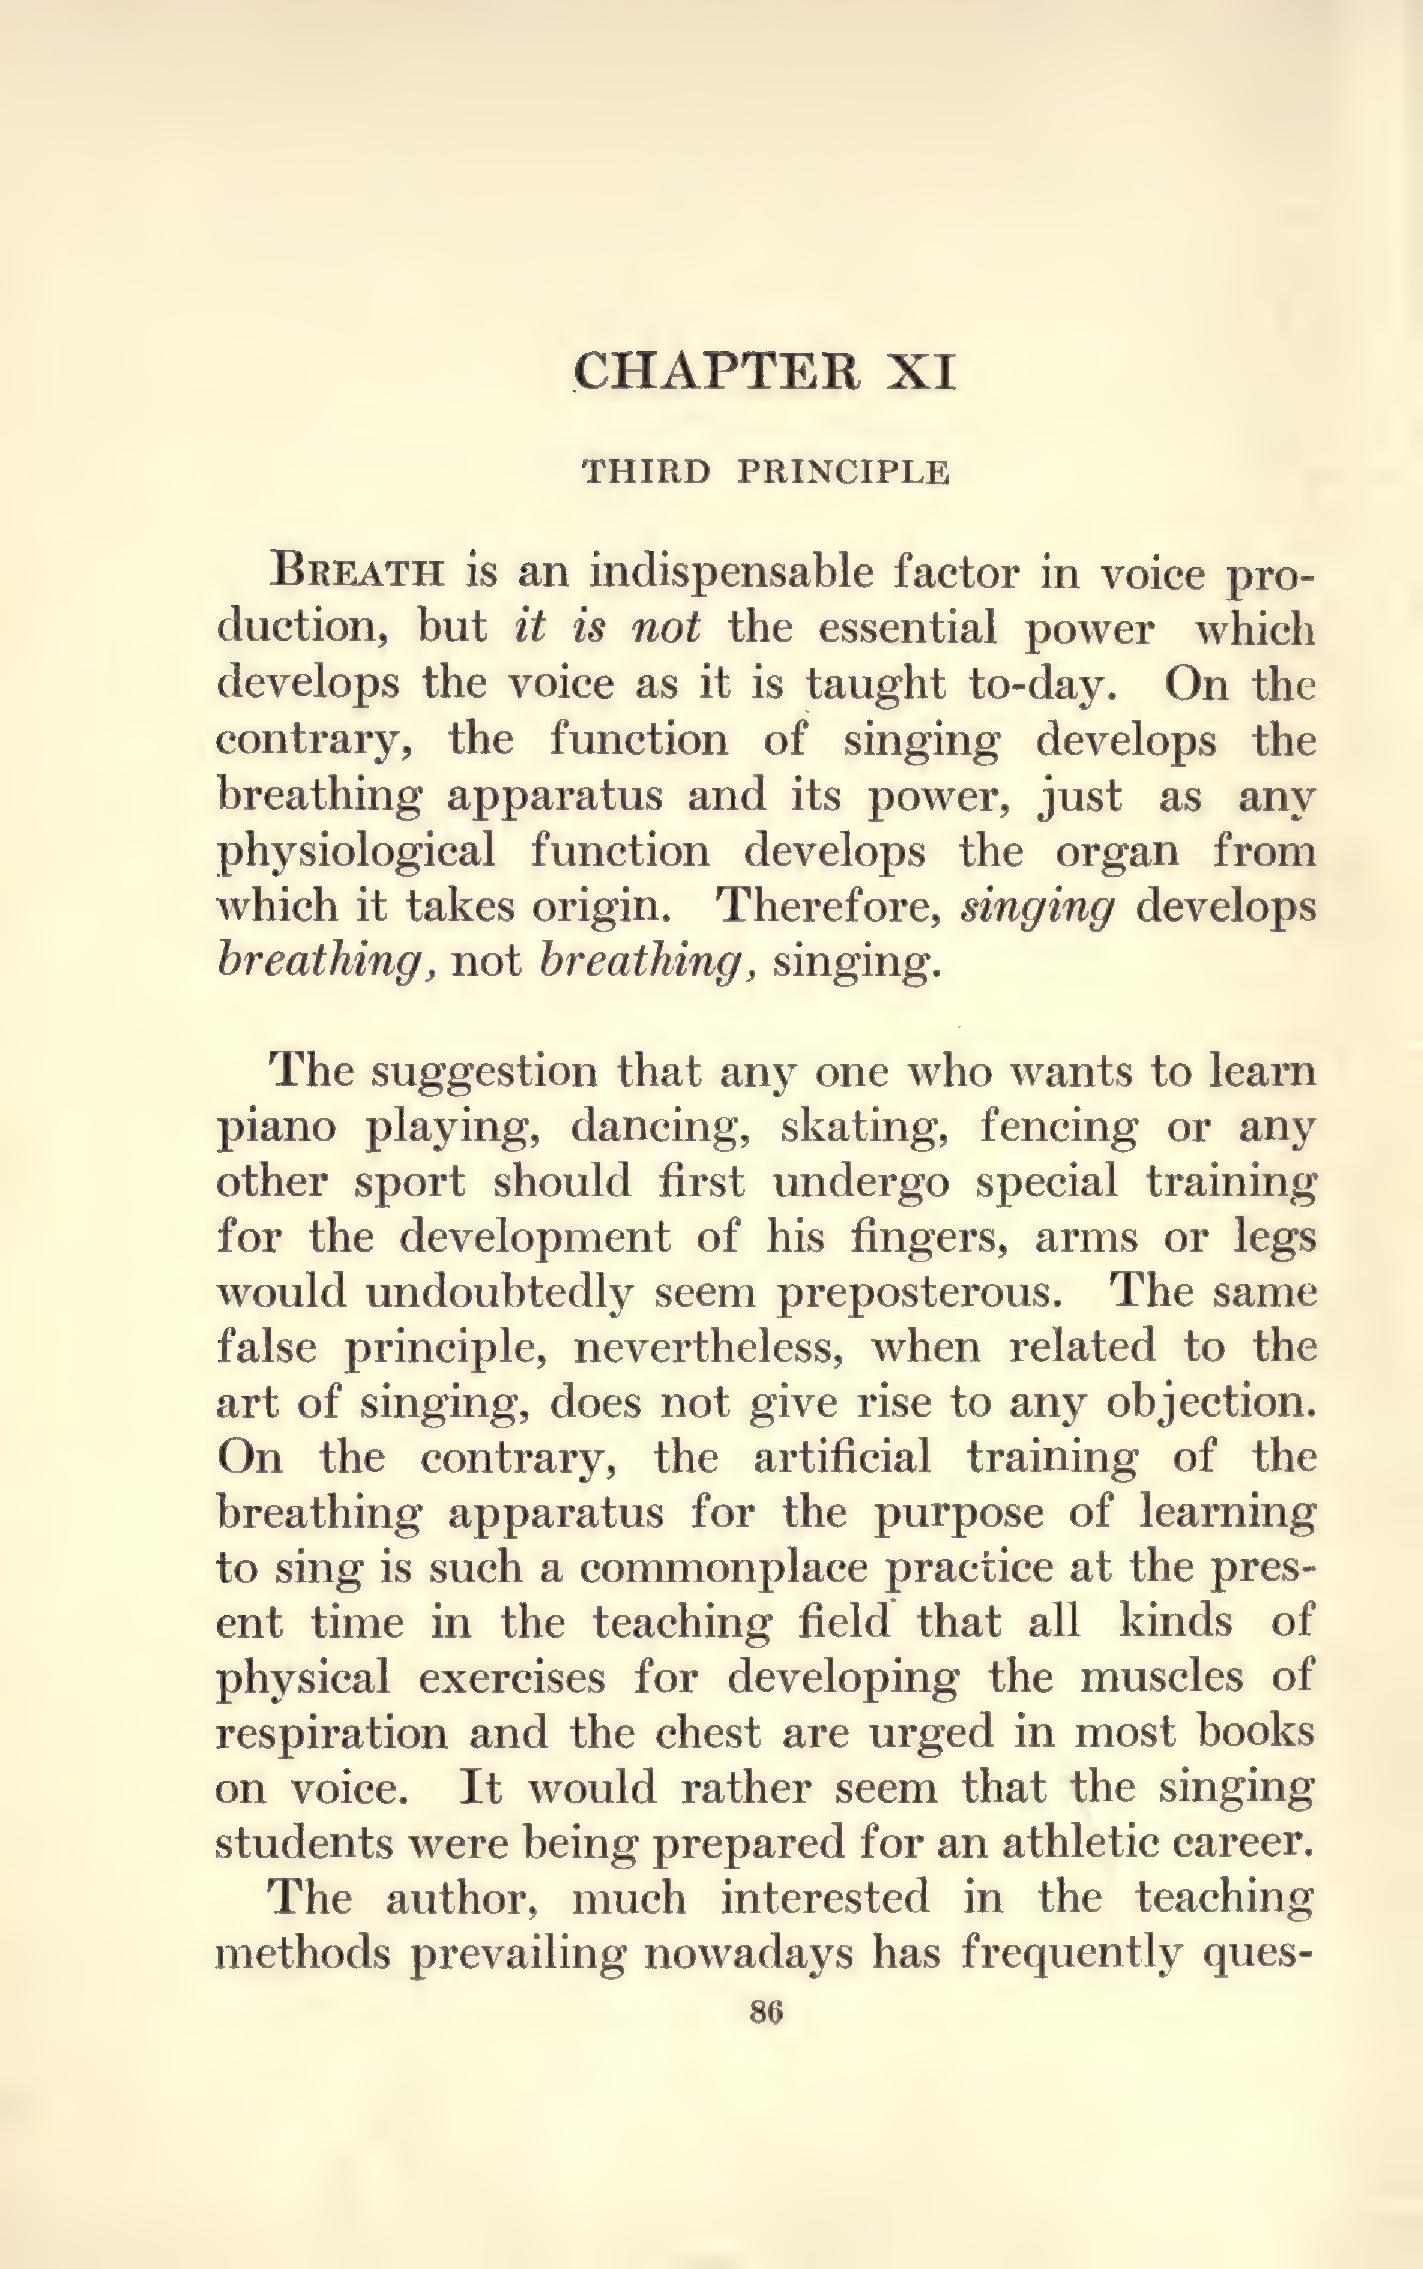 CHAPTER XI
THIRD PRINCIPLE
BREATH is an indispensable factor in voice pro-
duction, but it is not the essential power which
develops the voice as it is taught to-day. On the
contrary, the function of singing develops the
breathing apparatus and its power, just as any
physiological function develops the organ from
which it takes origin. Therefore, singing develops
breathing, not breathing, singing.
The suggestion that any one who wants to learn
piano playing, dancing, skating, fencing or any
other sport should first undergo special training
for the development of his fingers, arms or legs
would undoubtedly seem preposterous. The same
false principle, nevertheless, when related to the
art of singing, does not give rise to any objection.
On the contrary, the artificial training of the
breathing apparatus for the purpose of learning
to sing is such a commonplace practice at the pres-
ent time in the teaching field that all kinds of
physical exercises for developing the muscles of
respiration and the chest are urged in most books
on voice. It would rather seem that the singing
students were being prepared for an athletic career.
The author, much interested in the teaching
methods prevailing nowadays has frequently ques-
86